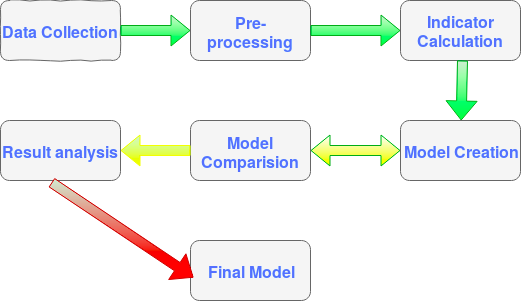 Data Collection
Pre-
processing
Indicator
Calculation
Result analysis
Model
Comparision
Model Creation
Final Model